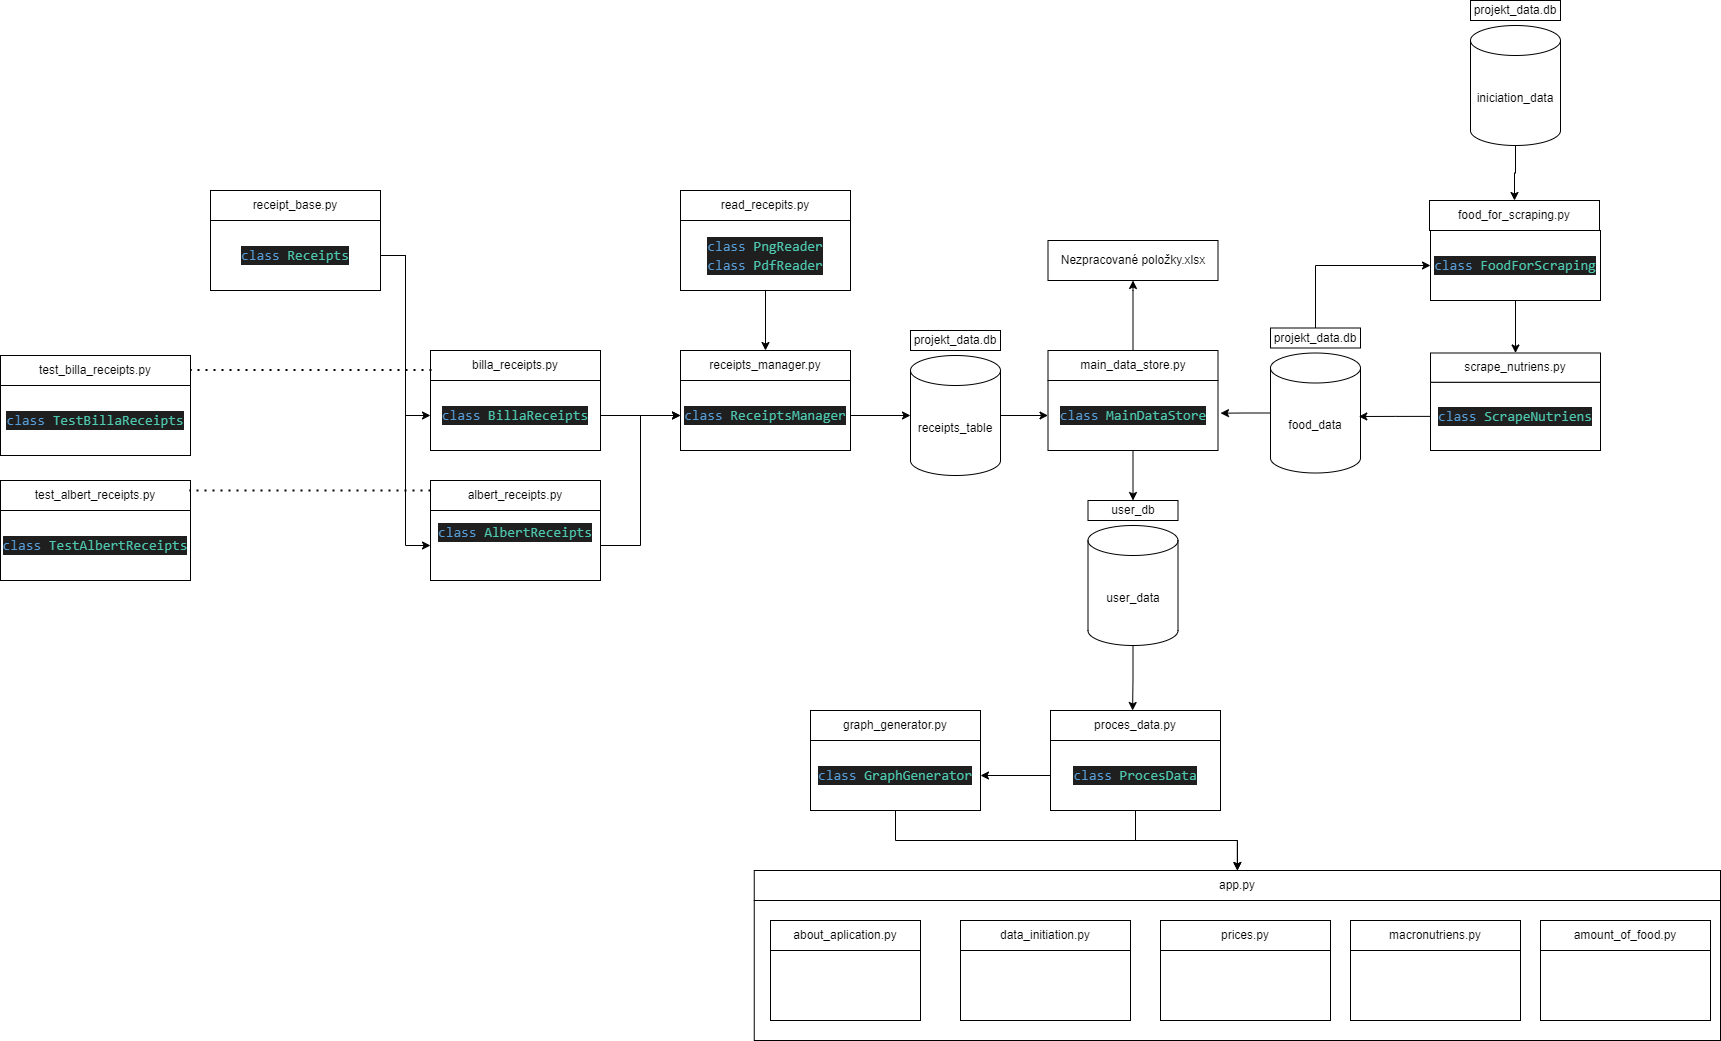 projekt_data.db
iniciation_data
receipt_base.py
class Receipts
read_recepits.py
class PngReader
class PdfReader
food_for_scraping.py
class FoodForScraping
Nezpracované položky.xlsx
test_billa_receipts.py
class TestBillaReceipts
billa_receipts.py
class BillaReceipts
receipts_manager.py
class ReceiptsManager
projekt_data.db
receipts_table
main_data_store.py
class MainDataStore
projekt_data.db
food_data
scrape_nutriens.py
class ScrapeNutriens
test_albert_receipts.py
class TestAlbertReceipts
albert_receipts.py
class AlbertReceipts
user_db
user_data
graph_generator.py
class GraphGenerator
proces_data.py
class ProcesData
app.py
about_aplication.py
data_initiation.py
prices.py
macronutriens.py
amount_of_food.py